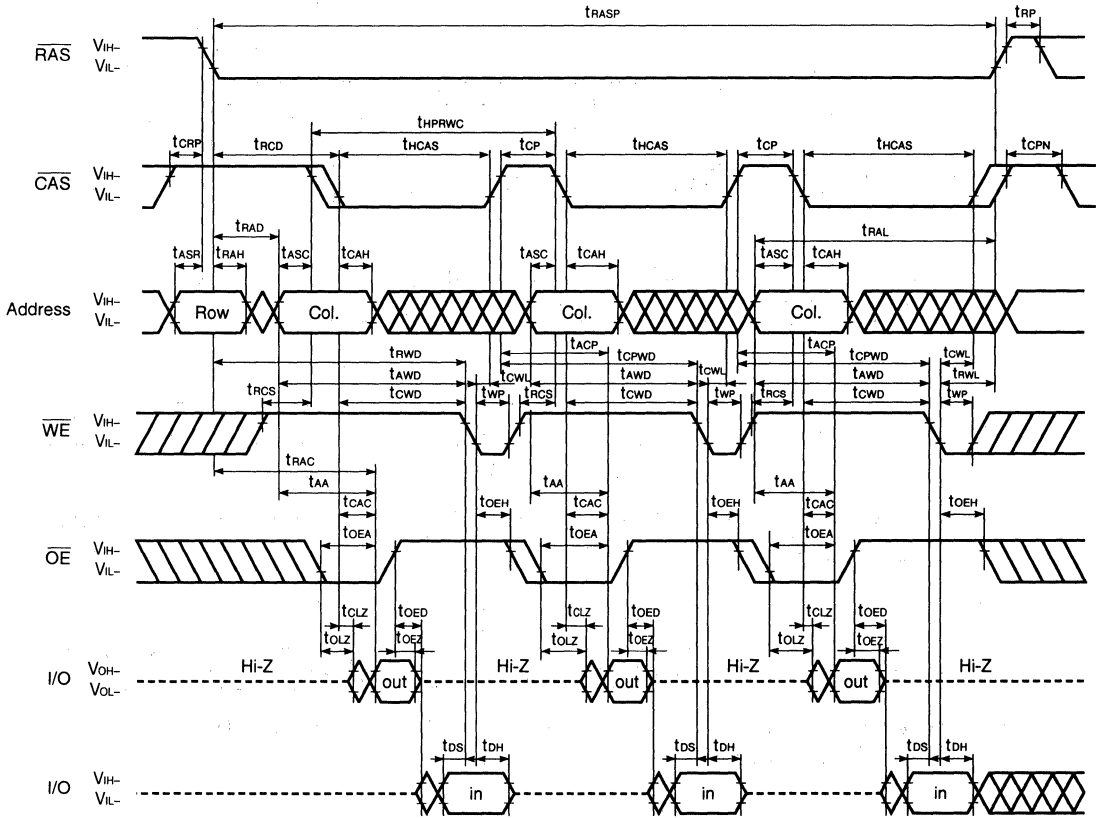 tRASP tRP
RAS VIH– VIL–
tHPRWC
tCRP tRCD tHCAS tCP tHCAS tCP tHCAS tCPN
CAS VIH– VIL–
tRAD tRAL
tASR tRAH tASC tCAH tASC tCAH tASC tCAH
Address VIH– VIL– Row Col. Col. Col.
tACP tACP
tRWD tCPWD tCPWD tCWL
tAWD tCWL tAWD tCWL tAWD tRWL
tRCS tCWD tWP tRCS tCWD tWP tRCS tCWD tWP
WE VIH– VIL–
tRAC
tAA tAA tAA
tCAC tOEH tCAC tOEH tCAC tOEH
tOEA tOEA tOEA
OE VIH– VIL–
tCLZ tOED tCLZ tOED tCLZ tOED
tOLZ tOEZ tOLZ tOEZ tOLZ tOEZ
Hi-Z Hi-Z Hi-Z Hi-Z
I/O VOH– VOL– out out out
tDS tDH tDS tDH tDS tDH
I/O VIH– VIL– in in in